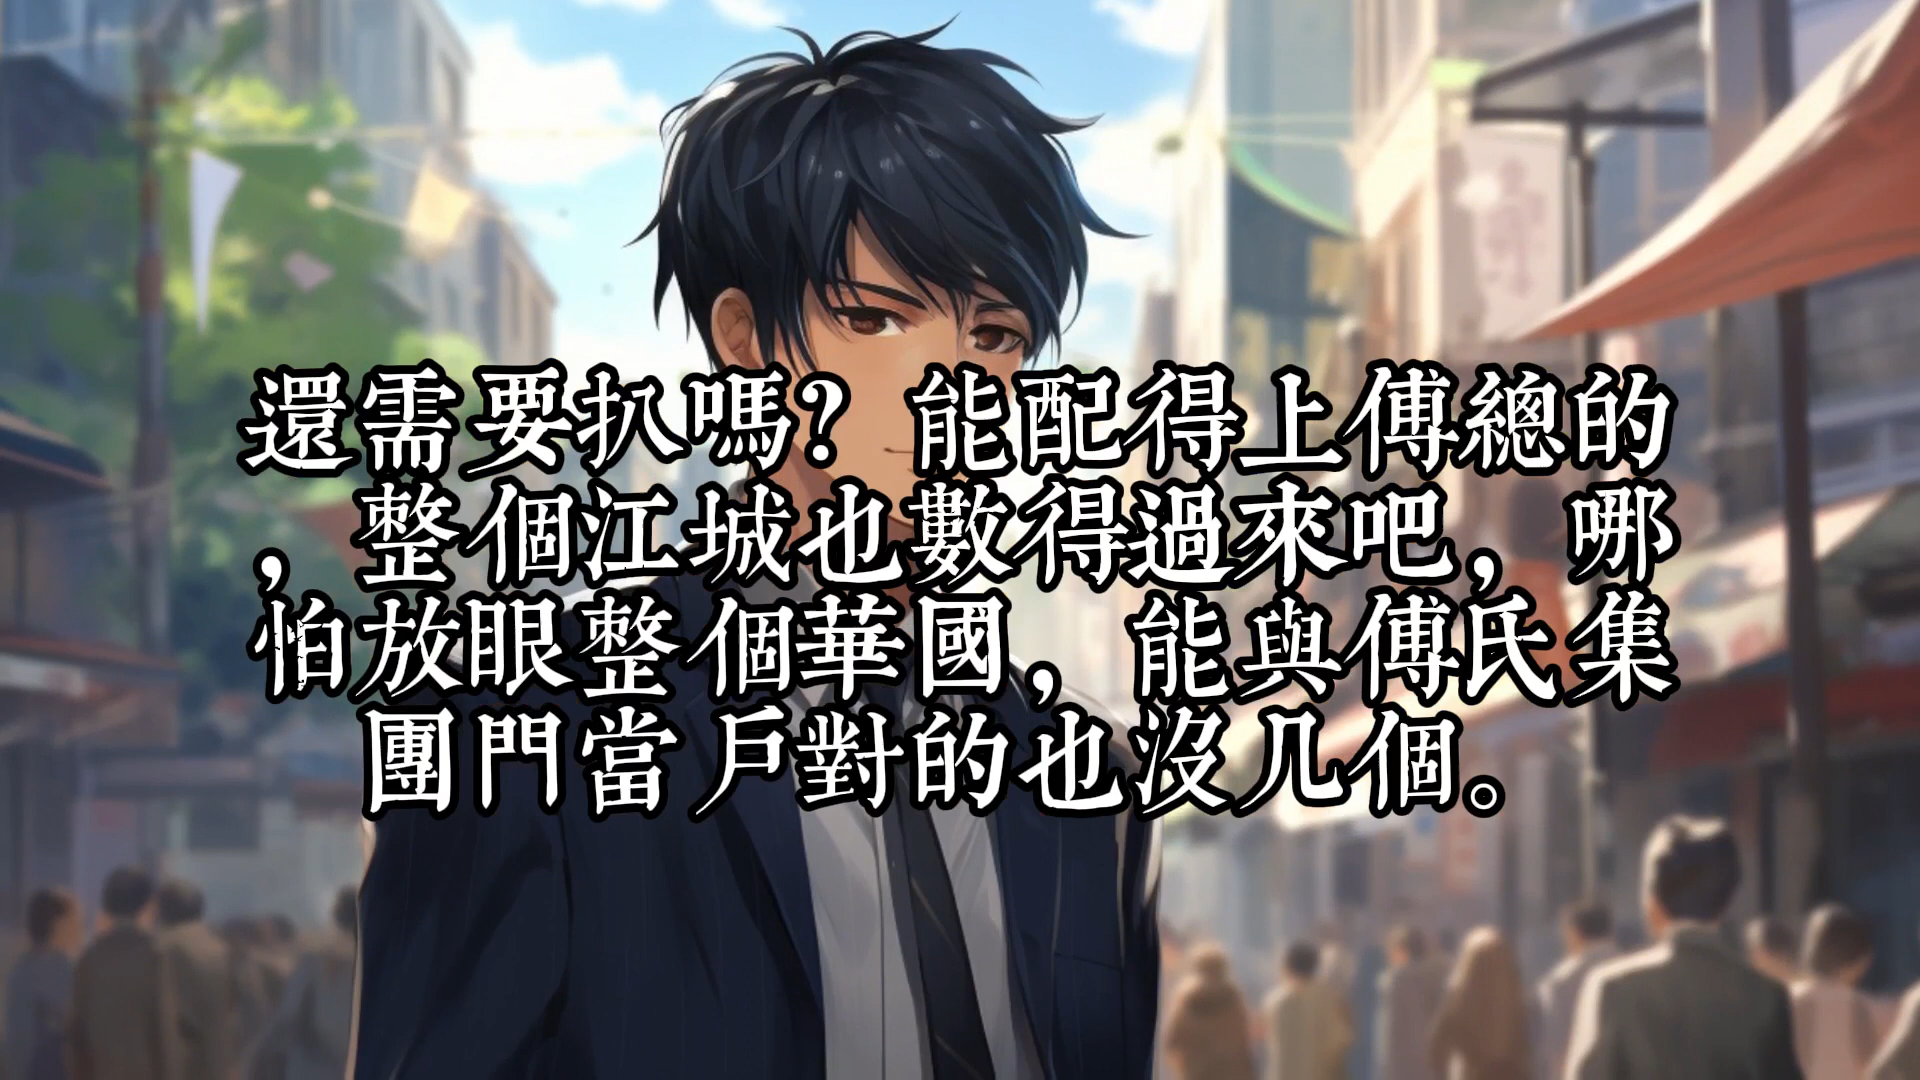 還需要扒嗎？能配得上傅總的
，整個江城也數得過來吧，哪
怕放眼整個華國，能與傅氏集
團門當戶對的也沒几個。